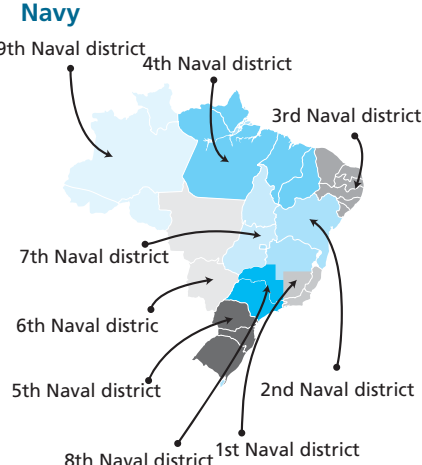 Navy
9th Naval district
4th Naval district
3rd Naval district
7th Naval district
6th Naval distric
5th Naval district
2nd Naval district
1st Naval district
8th Naval district